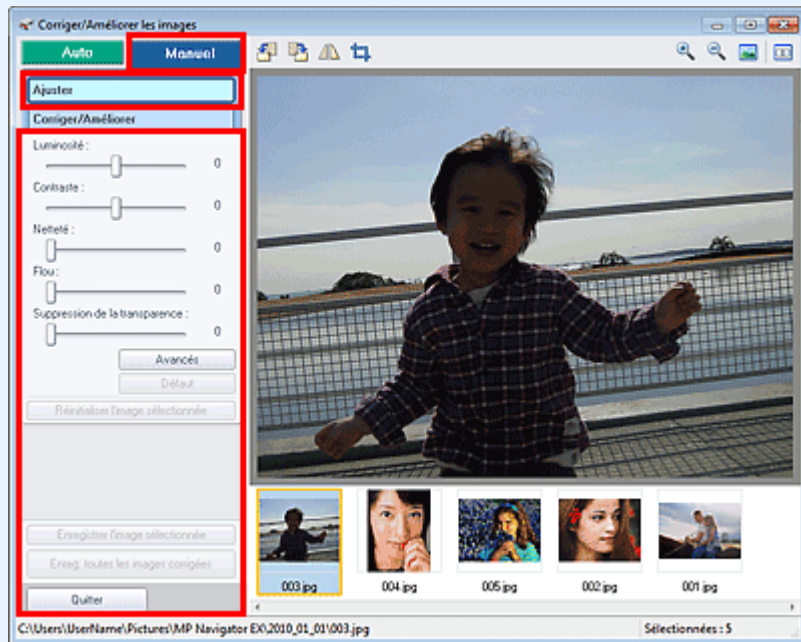 Corriger/Améliorer les images
Auto
Manuel
Ajuster
Corriger/Améliorer
Luminosité :
0
Contraste :
0
Netteté :
0
Flou :
0
Suppression de la transparence :
0
Avancés
Défaut
Réinitialiser l'image sélectionnée
Enregistrer l'image sélectionnée
Enreg. toutes les images corrigées
Quitter
003.jpg
004.jpg
005.jpg
002.jpg
001.jpg
C:\Users\UserName\Pictures\MP Navigator EX\2010_01_01\003.jpg
Sélectionnées : 5